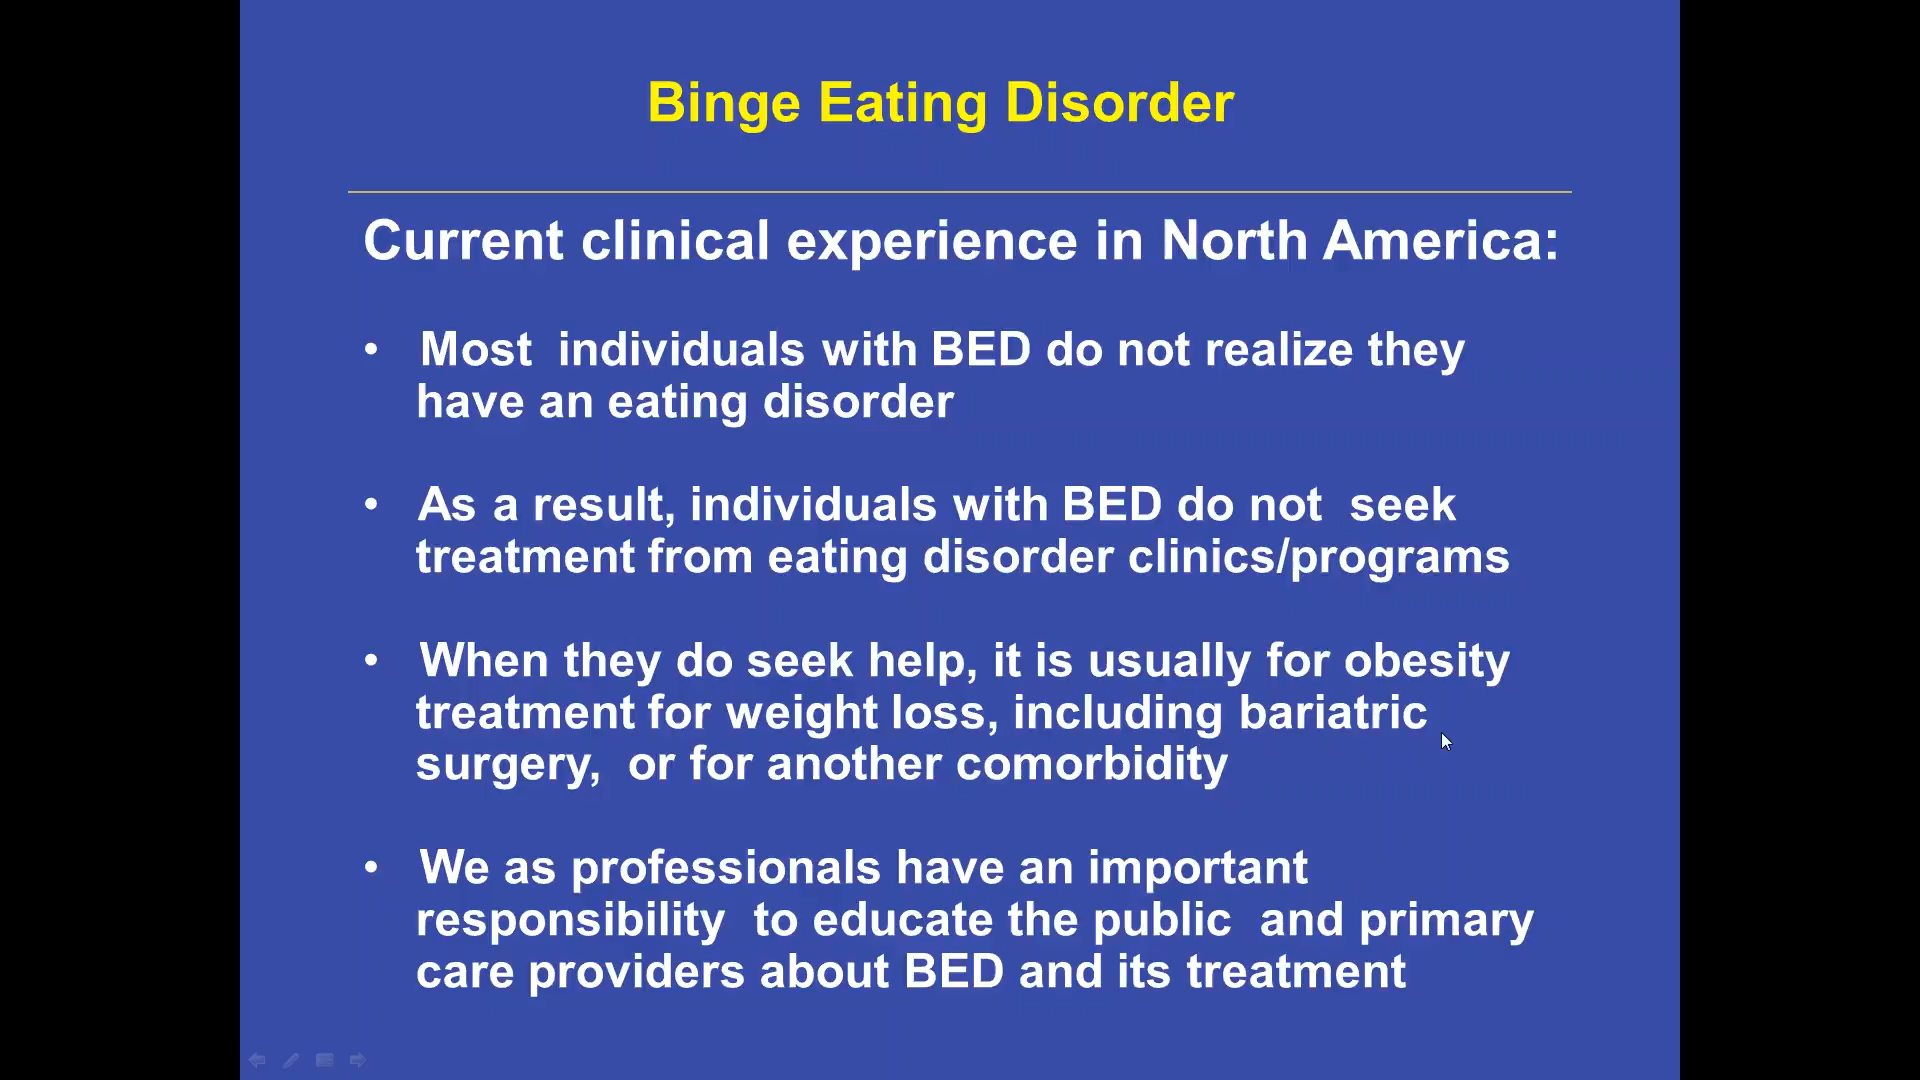 Binge Eating Disorder
Current clinical experience in North America:
• Most individuals with BED do not realize they
have an eating disorder
• As a result, individuals with BED do not seek
treatment from eating disorder clinics/programs
• When they do seek help, it is usually for obesity
treatment for weight loss, including bariatric
surgery, or for another comorbidity
• We as professionals have an important
responsibility to educate the public and primary
care providers about BED and its treatment